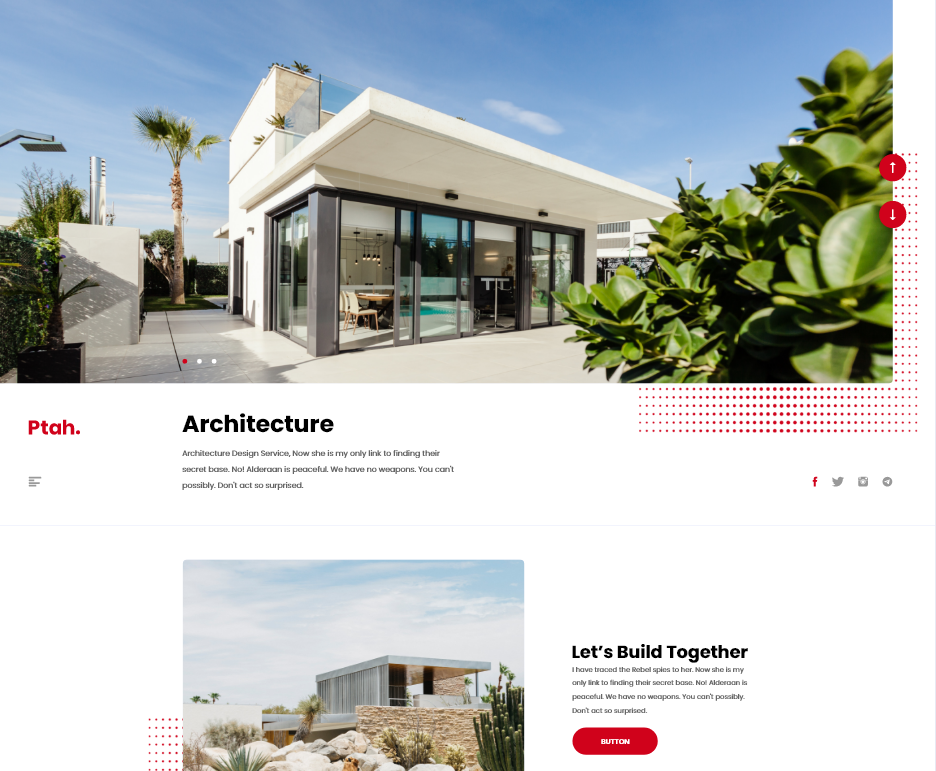 Ptah.
Architecture
Architecture Design Service, Now she is my only link to finding their
secret base. No! Alderaan is peaceful. We have no weapons. You can't
possibly. Don't act so surprised.
Let's Build Together
I have traced the Rebel spies to her. Now she is my
only link to finding their secret base. No! Alderaan is
peaceful. We have no weapons. You can't possibly.
Don't act so surprised.
BUTTON